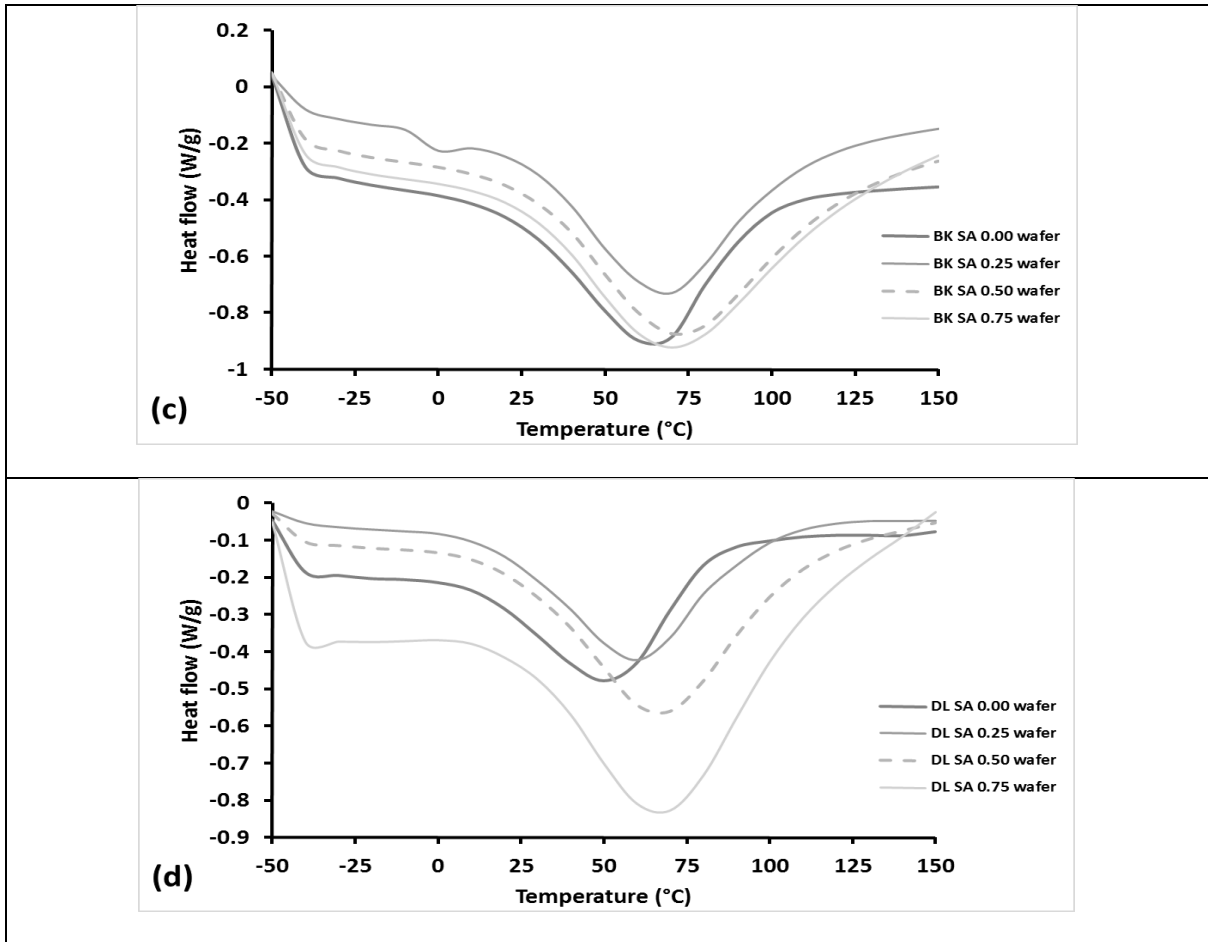 0.2
0
-0.2
-0.4
-0.6
-0.8
-1
Heat flow (W/g)
-50 -25 0 25 50 75 100 125 150
Temperature (°C)
BK SA 0.00 wafer
BK SA 0.25 wafer
BK SA 0.50 wafer
BK SA 0.75 wafer
(c)
0
-0.1
-0.2
-0.3
-0.4
-0.5
-0.6
-0.7
-0.8
-0.9
Heat flow (W/g)
-50 -25 0 25 50 75 100 125 150
Temperature (°C)
DL SA 0.00 wafer
DL SA 0.25 wafer
DL SA 0.50 wafer
DL SA 0.75 wafer
(d)